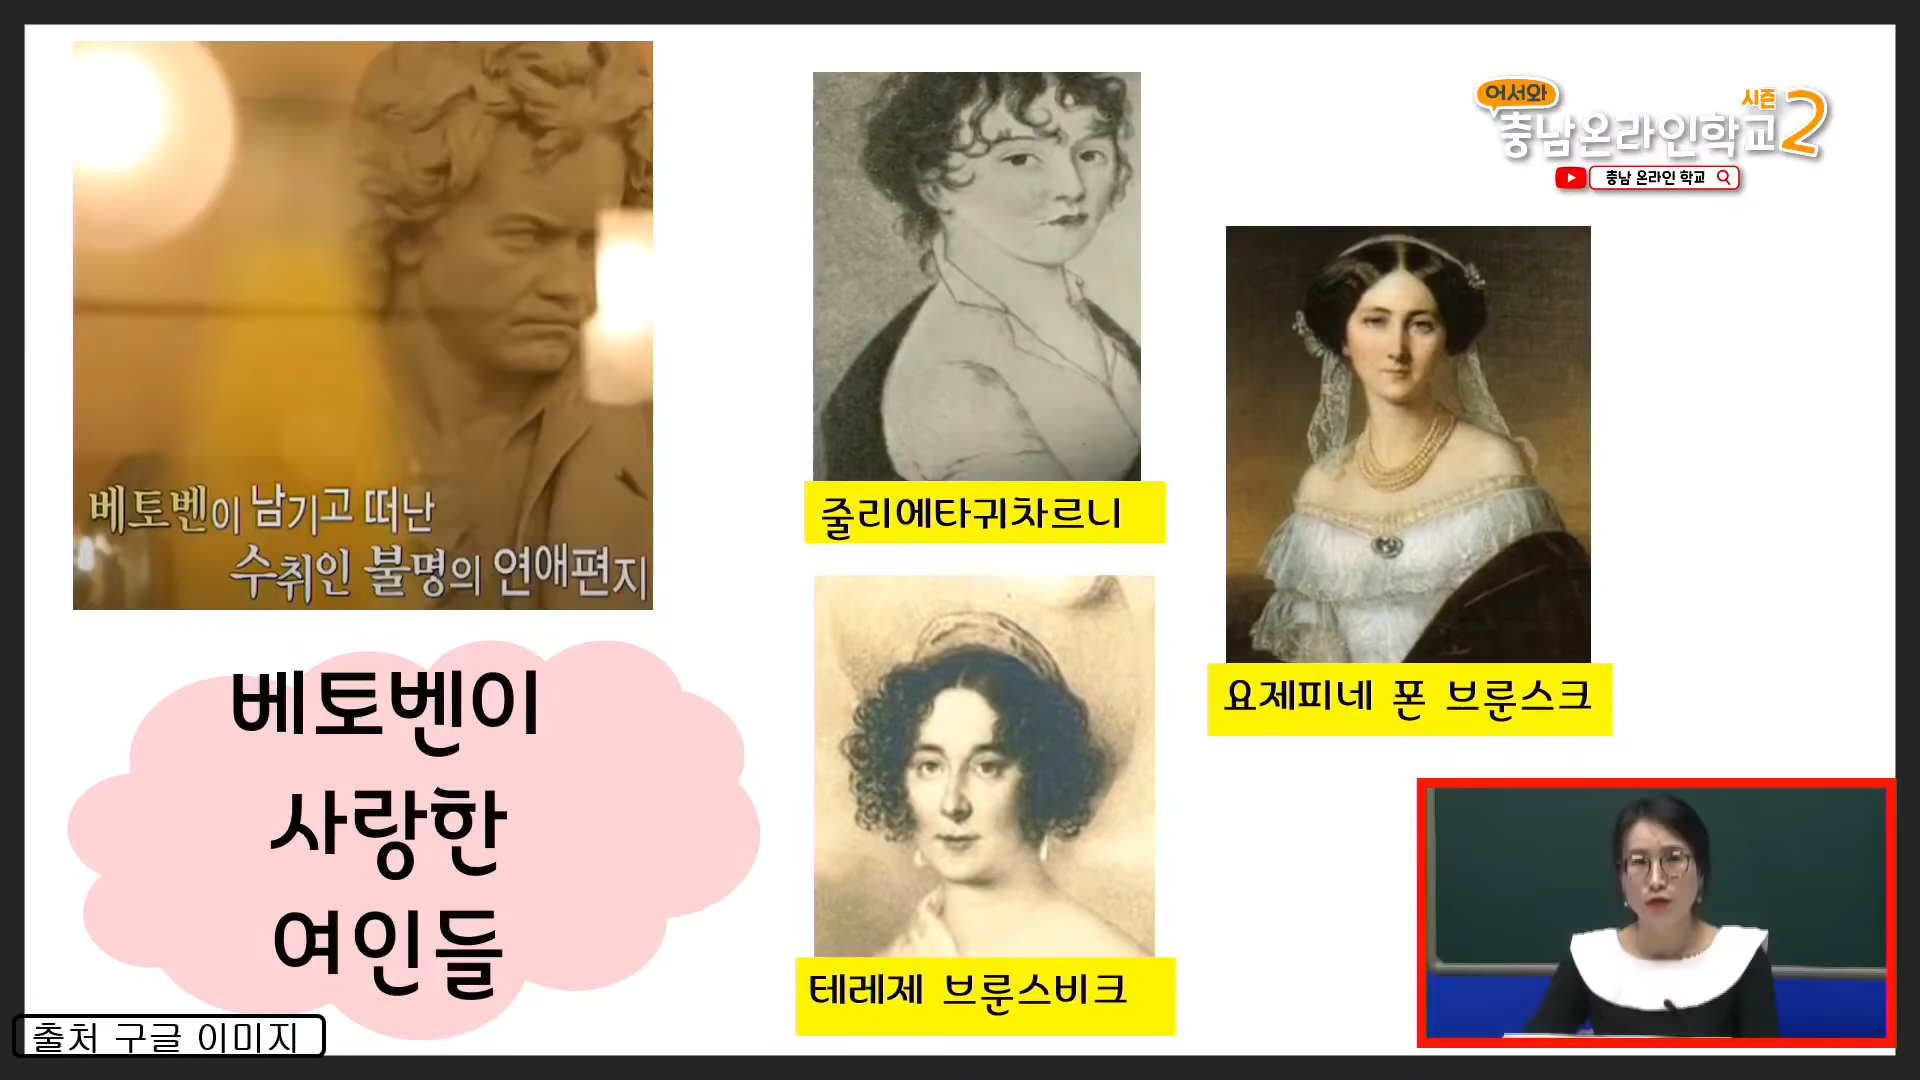 어서와
시즌2
충남온라인학교
충남 온라인 학교
베토벤이 남기고 떠난
수취인 불명의 연애편지
줄리에타귀차르니
요제피네 폰 브룬스크
베토벤이
사랑한
여인들
테레제 브룬스비크
출처 구글 이미지